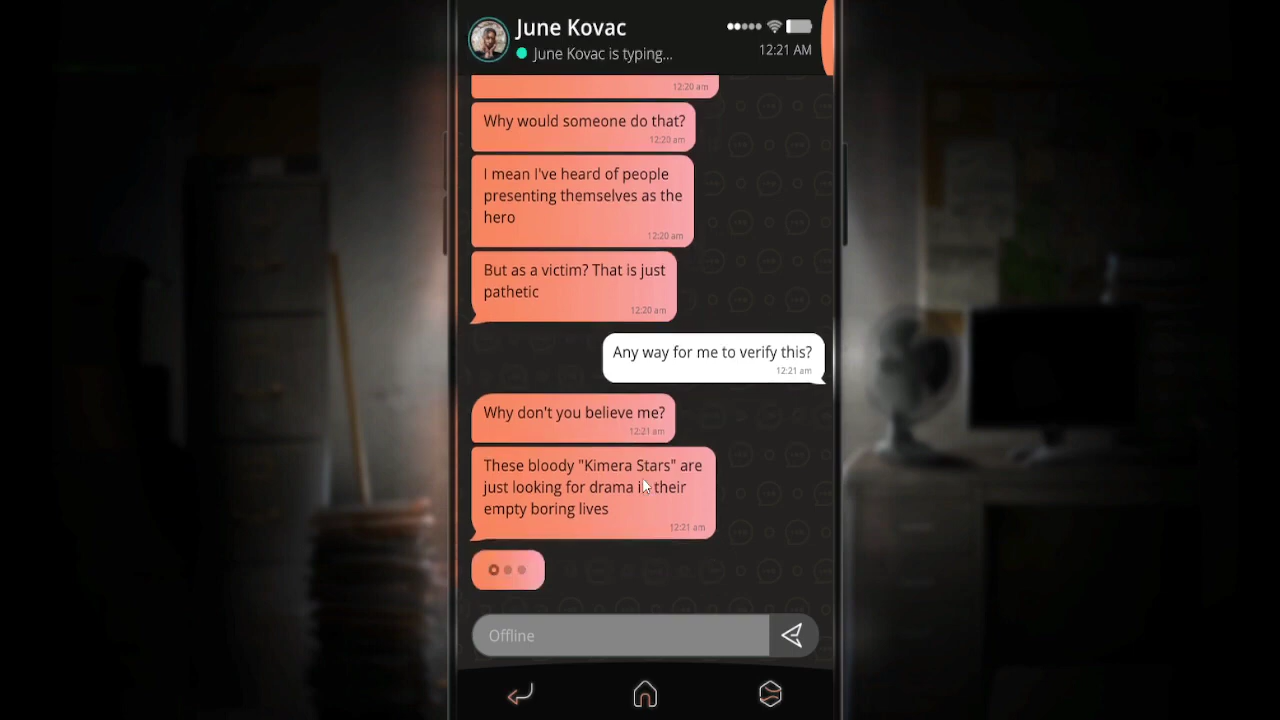 June Kovac
June Kovac is typing...
12:21 AM
12:20 am
Why would someone do that?
12:20 am
I mean I've heard of people
presenting themselves as the
hero
12:20 am
But as a victim? That is just
pathetic
12:20 am
Any way for me to verify this?
12:21 am
Why don't you believe me?
12:21 am
These bloody "Kimera Stars" are
just looking for drama in their
empty boring lives
12:21 am
Offline